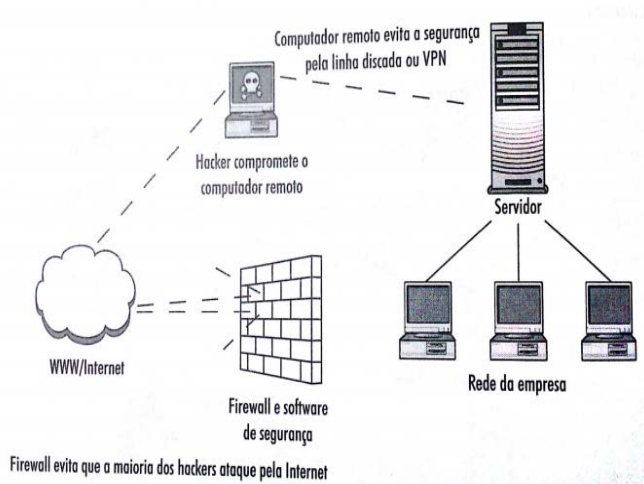 Computador remoto evita a segurança
pela linha discada ou VPN
Hacker compromete o
computador remoto
Servidor
WWW/Internet
Rede da empresa
Firewall e software
de segurança
Firewall evita que a maioria dos hackers ataque pela Internet